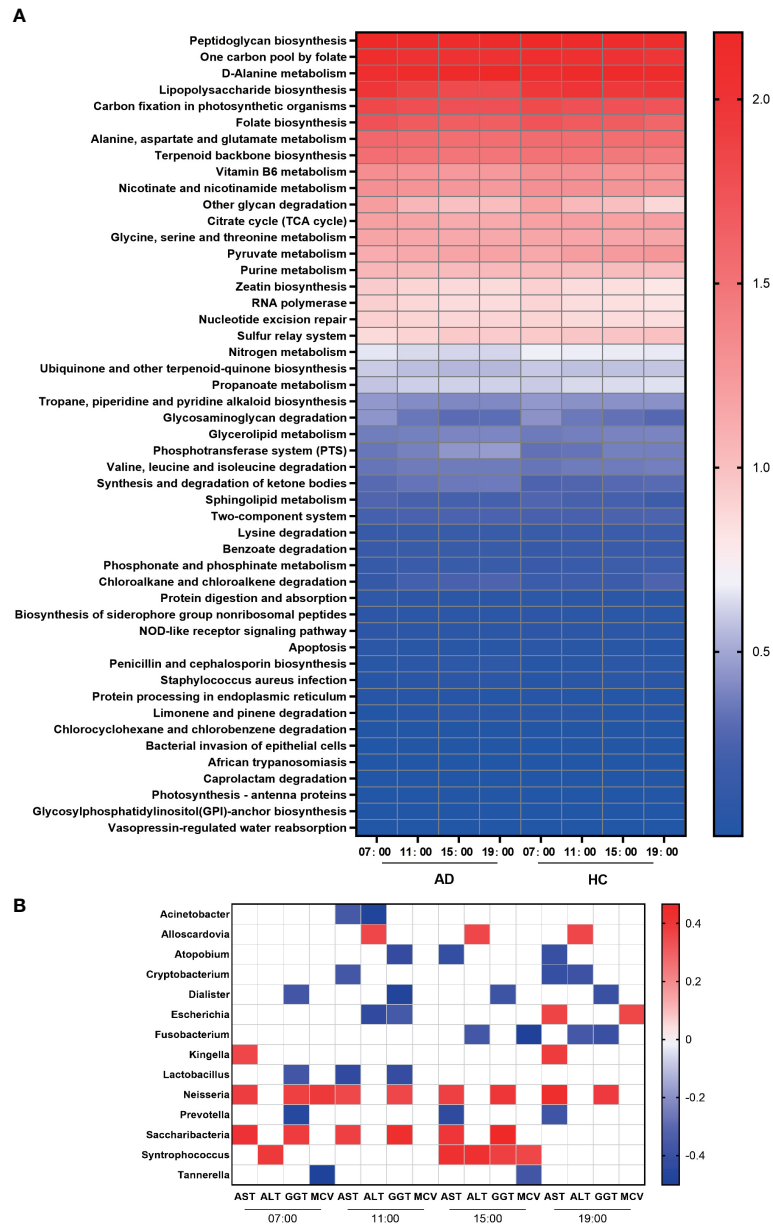 A
Peptidoglycan biosynthesis
One carbon pool by folate
D-Alanine metabolism
Lipopolysaccharide biosynthesis
Carbon fixation in photosynthetic organisms
Folate biosynthesis
Alanine, aspartate and glutamate metabolism
Terpenoid backbone biosynthesis
Vitamin B6 metabolism
Nicotinate and nicotinamide metabolism
Other glycan degradation
Citrate cycle (TCA cycle)
Glycine, serine and threonine metabolism
Pyruvate metabolism
Purine metabolism
Zeatin biosynthesis
RNA polymerase
Nucleotide excision repair
Sulfur relay system
Nitrogen metabolism
Ubiquinone and other terpenoid-quinone biosynthesis
Propanoate metabolism
Tropane, piperidine and pyridine alkaloid biosynthesis
Glycosaminoglycan degradation
Glycerolipid metabolism
Phosphotransferase system (PTS)
Valine, leucine and isoleucine degradation
Synthesis and degradation of ketone bodies
Sphingolipid metabolism
Two-component system
Lysine degradation
Benzoate degradation
Phosphonate and phosphinate metabolism
Chloroalkane and chloroalkene degradation
Protein digestion and absorption
Biosynthesis of siderophore group nonribosomal peptides
NOD-like receptor signaling pathway
Apoptosis
Penicillin and cephalosporin biosynthesis
Staphylococcus aureus infection
Protein processing in endoplasmic reticulum
Limonene and pinene degradation
Chlorocyclohexane and chlorobenzene degradation
Bacterial invasion of epithelial cells
African trypanosomiasis
Caprolactam degradation
Photosynthesis - antenna proteins
Glycosylphosphatidylinositol(GPI)-anchor biosynthesis
Vasopressin-regulated water reabsorption
07:00 11:00 15:00 19:00 07:00 11:00 15:00 19:00
AD HC
2.0
1.5
1.0
0.5
B
Acinetobacter
Alloscardovia
Atopobium
Cryptobacterium
Dialister
Escherichia
Fusobacterium
Kingella
Lactobacillus
Neisseria
Prevotella
Saccharibacteria
Syntrophococcus
Tannerella
AST ALT GGT MCV AST ALT GGT MCV AST ALT GGT MCV AST ALT GGT MCV
07:00 11:00 15:00 19:00
0.4
0.2
0
-0.2
-0.4